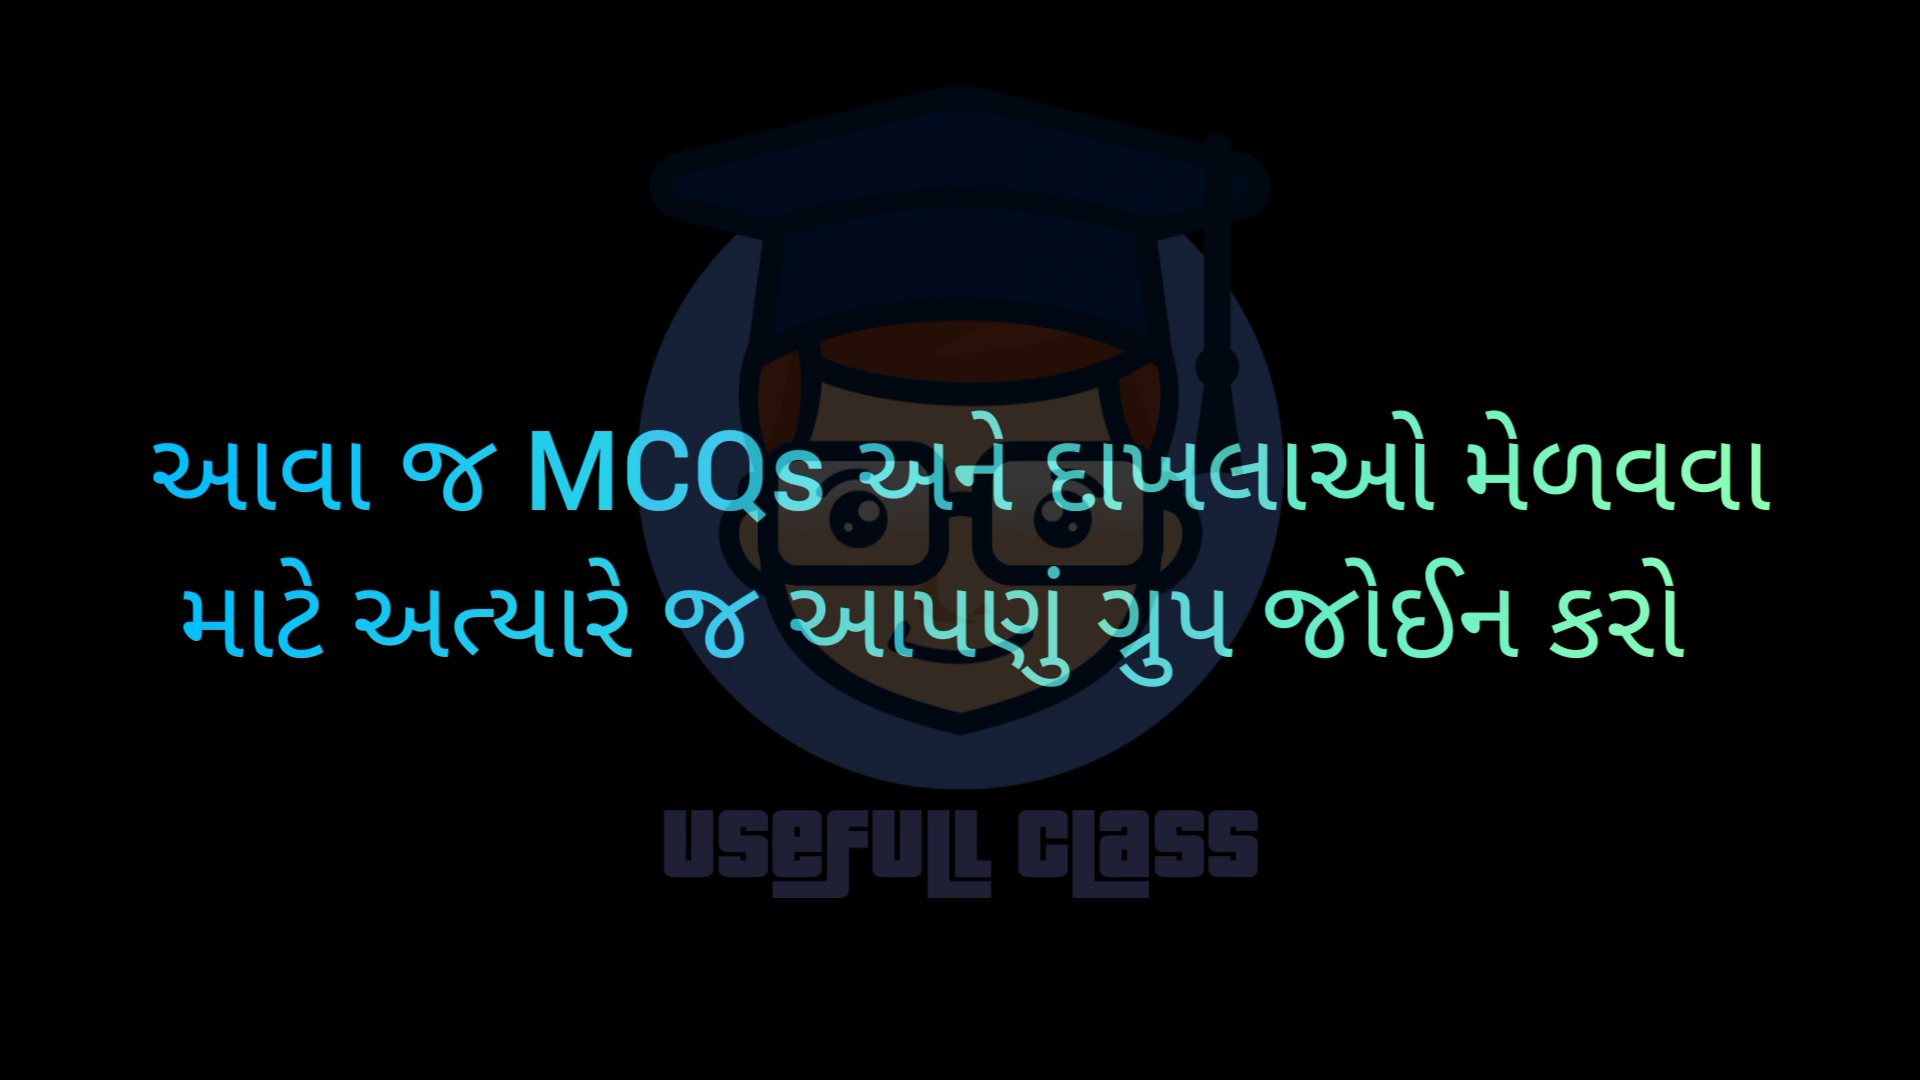 આવા જ MCQs અને દાખલાઓ મેળવવા
માટે અત્યારે જ આપણું ગ્રુપ જોઈન કરો
USEFULL CLASS